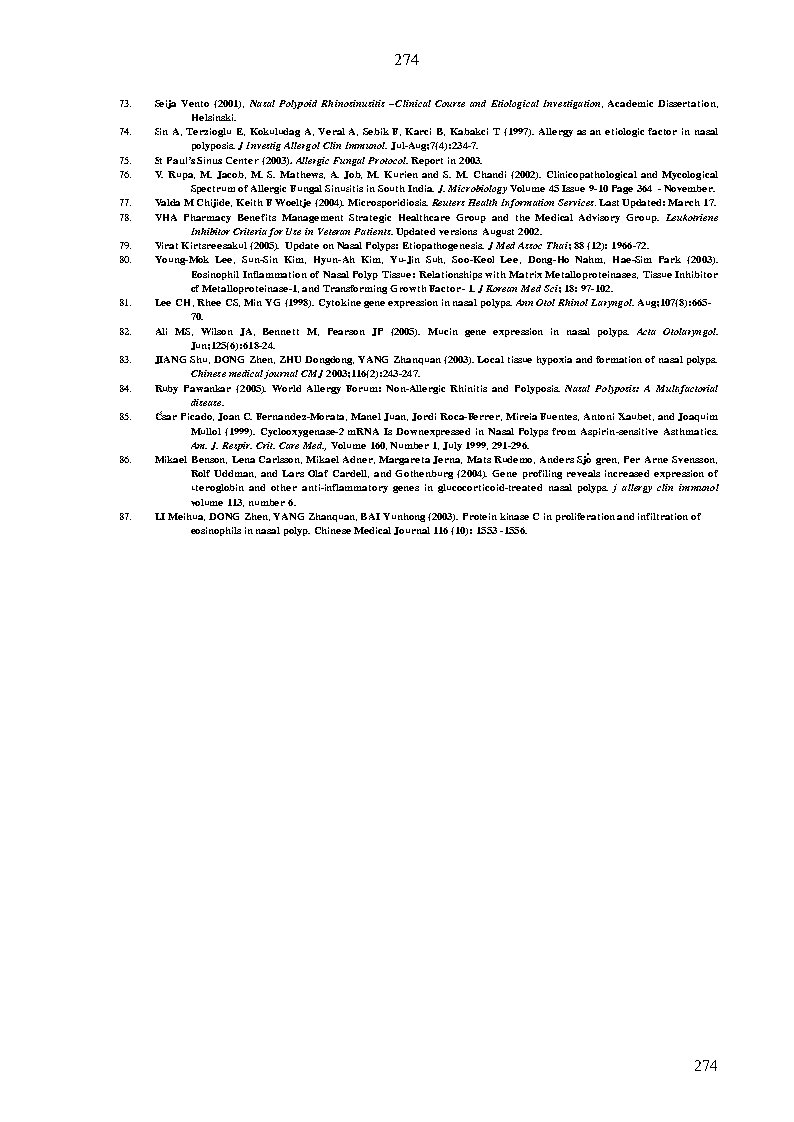 274
73. Seija Vento (2001), Nasal Polypoid Rhinosinusitis –Clinical Course and Etiological Investigation, Academic Dissertation,
Helsinski.
74. Sin A, Terzioglu E, Kokuludag A, Veral A, Sebik F, Karci B, Kabakci T (1997). Allergy as an etiologic factor in nasal
polyposis. J Investig Allergol Clin Immunol. Jul-Aug;7(4):234-7.
75. St Paul's Sinus Center (2003). Allergic Fungal Protocol. Report in 2003.
76. V. Rupa, M. Jacob, M. S. Mathews, A. Job, M. Kurien and S. M. Chandi (2002). Clinicopathological and Mycological
Spectrum of Allergic Fungal Sinusitis in South India. J. Microbiology Volume 45 Issue 9-10 Page 364 - November.
77. Valda M Chijide, Keith F Woeltje (2004). Microsporidiosis. Reuters Health Information Services. Last Updated: March 17.
78. VHA Pharmacy Benefits Management Strategic Healthcare Group and the Medical Advisory Group. Leukotriene
Inhibitor Criteria for Use in Veteran Patients. Updated versions August 2002.
79. Virat Kirtsreesakul (2005). Update on Nasal Polyps: Etiopathogenesis. J Med Assoc Thai; 88 (12): 1966-72.
80. Young-Mok Lee, Sun-Sin Kim, Hyun-Ah Kim, Yu-Jin Suh, Soo-Keol Lee, Dong-Ho Nahm, Hae-Sim Park (2003).
Eosinophil Inflammation of Nasal Polyp Tissue: Relationships with Matrix Metalloproteinases, Tissue Inhibitor
of Metalloproteinase-1, and Transforming Growth Factor- 1. J Korean Med Sci; 18: 97-102.
81. Lee CH, Rhee CS, Min YG (1998). Cytokine gene expression in nasal polyps. Ann Otol Rhinol Laryngol. Aug;107(8):665-
70.
82. Ali MS, Wilson JA, Bennett M, Pearson JP (2005). Mucin gene expression in nasal polyps. Acta Otolaryngol.
Jun;125(6):618-24.
83. JIANG Shu, DONG Zhen, ZHU Dongdong, YANG Zhanquan (2003). Local tissue hypoxia and formation of nasal polyps.
Chinese medical journal CMJ 2003;116(2):243-247.
84. Ruby Pawankar (2005). World Allergy Forum: Non-Allergic Rhinitis and Polyposis. Nasal Polyposis: A Multifactorial
disease.
85. Ćsar Picado, Joan C. Fernandez-Morata, Manel Juan, Jordi Roca-Ferrer, Mireia Fuentes, Antoni Xaubet, and Joaquim
Mullol (1999). Cyclooxygenase-2 mRNA Is Downexpressed in Nasal Polyps from Aspirin-sensitive Asthmatics.
Am. J. Respir. Crit. Care Med., Volume 160, Number 1, July 1999, 291-296.
86. Mikael Benson, Lena Carlsson, Mikael Adner, Margareta Jerna, Mats Rudemo, Anders Sjö gren, Per Arne Svensson,
Rolf Uddman, and Lars Olaf Cardell, and Gothenburg (2004). Gene profiling reveals increased expression of
uteroglobin and other anti-inflammatory genes in glucocorticoid-treated nasal polyps. j allergy clin immunol
volume 113, number 6.
87. LI Meihua, DONG Zhen, YANG Zhanquan, BAI Yunhong (2003). Protein kinase C in proliferation and infiltration of
eosinophils in nasal polyp. Chinese Medical Journal 116 (10): 1553 -1556.
274